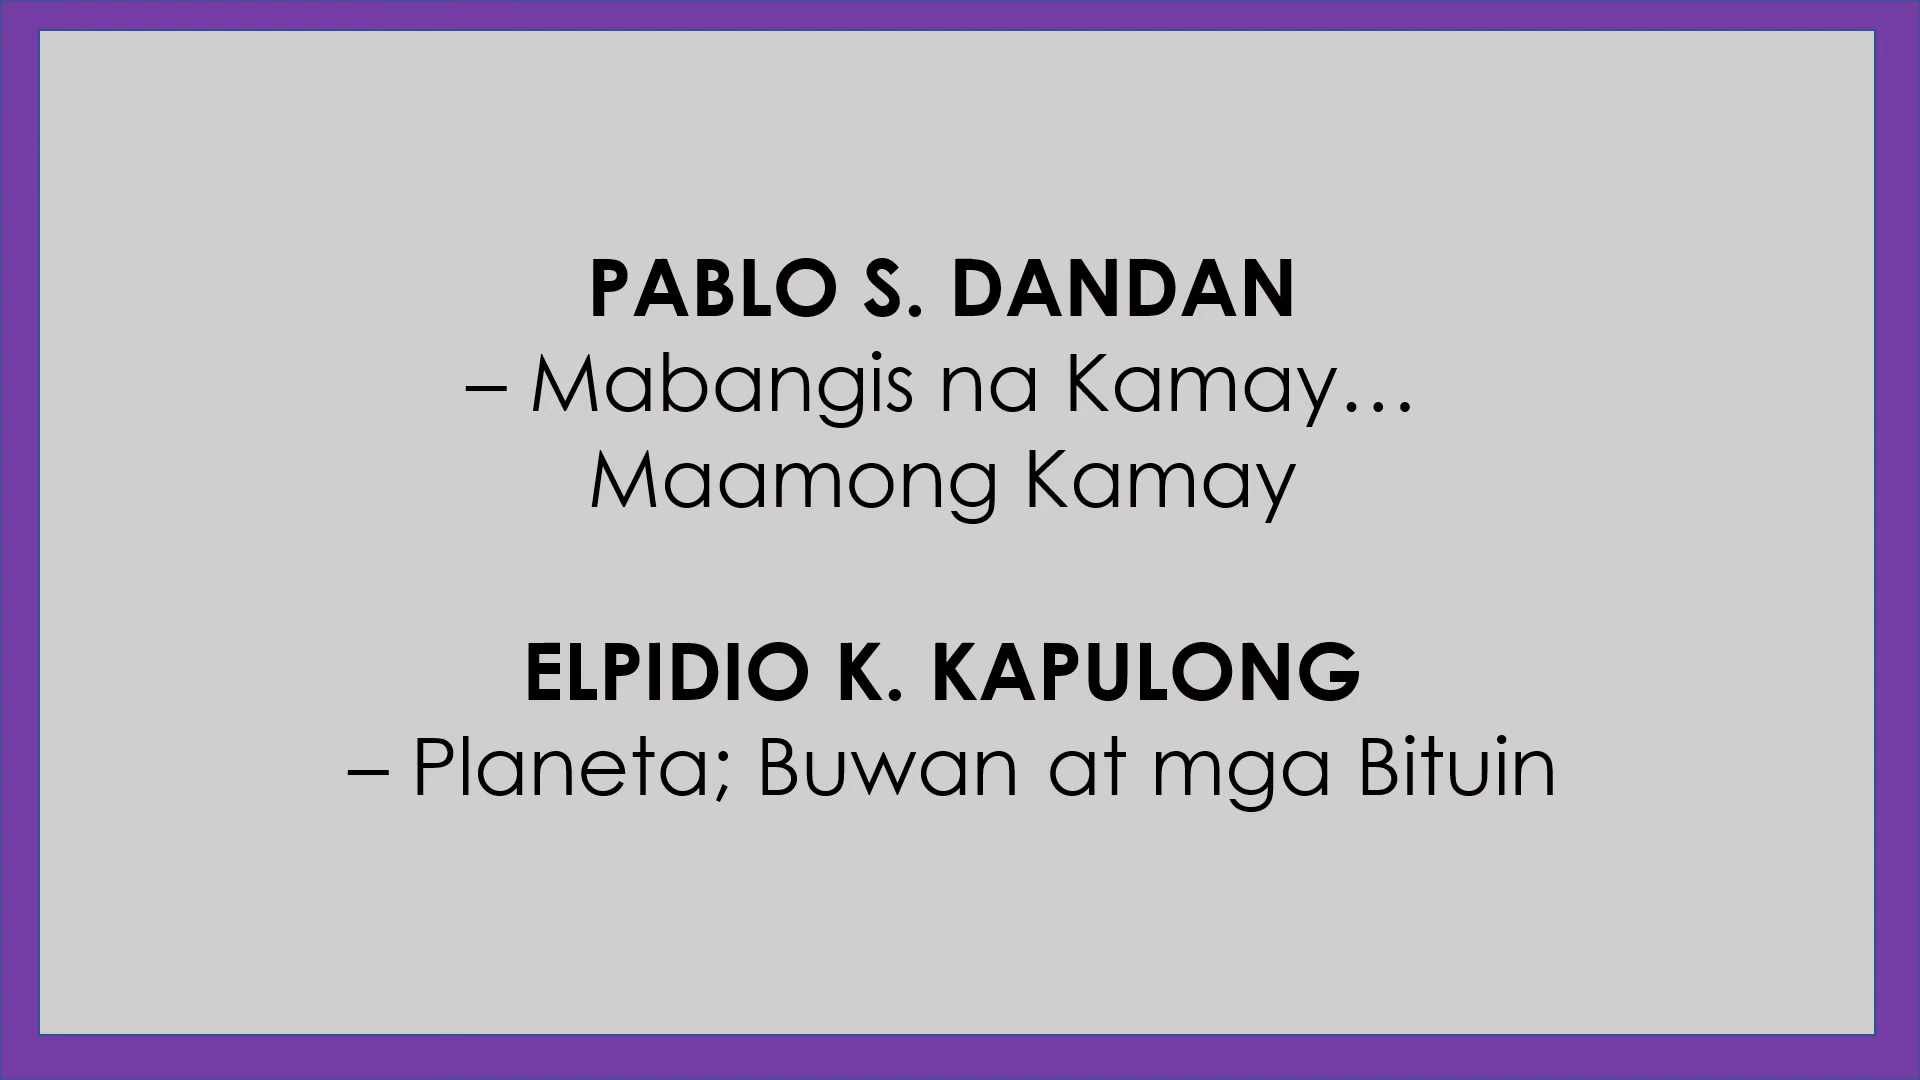 PABLO S. DANDAN
– Mabangis na Kamay…
Maamong Kamay
ELPIDIO K. KAPULONG
– Planeta; Buwan at mga Bituin